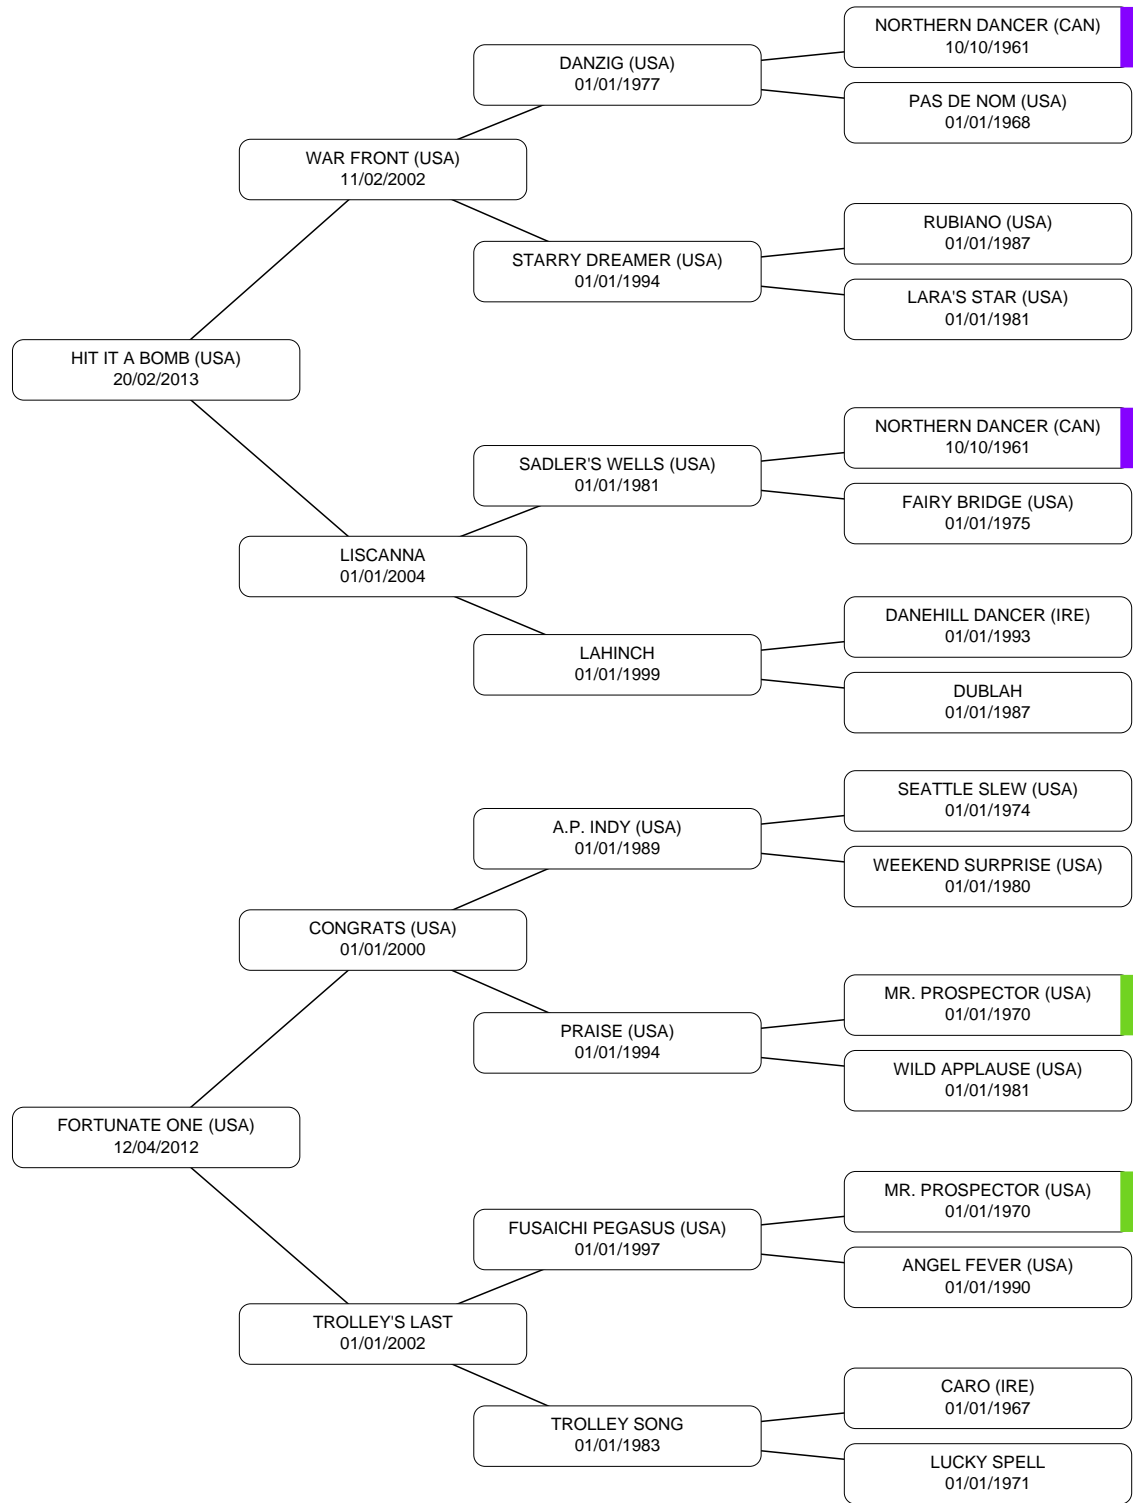 NORTHERN DANCER (CAN)
10/10/1961
DANZIG (USA)
01/01/1977
PAS DE NOM (USA)
01/01/1968
WAR FRONT (USA)
11/02/2002
RUBIANO (USA)
01/01/1987
STARRY DREAMER (USA)
01/01/1994
LARA'S STAR (USA)
01/01/1981
HIT IT A BOMB (USA)
20/02/2013
NORTHERN DANCER (CAN)
10/10/1961
SADLER'S WELLS (USA)
01/01/1981
FAIRY BRIDGE (USA)
01/01/1975
LISCANNA
01/01/2004
DANEHILL DANCER (IRE)
01/01/1993
LAHINCH
01/01/1999
DUBLAH
01/01/1987
SEATTLE SLEW (USA)
01/01/1974
A.P. INDY (USA)
01/01/1989
WEEKEND SURPRISE (USA)
01/01/1980
CONGRATS (USA)
01/01/2000
MR. PROSPECTOR (USA)
01/01/1970
PRAISE (USA)
01/01/1994
WILD APPLAUSE (USA)
01/01/1981
FORTUNATE ONE (USA)
12/04/2012
MR. PROSPECTOR (USA)
01/01/1970
FUSAICHI PEGASUS (USA)
01/01/1997
ANGEL FEVER (USA)
01/01/1990
TROLLEY'S LAST
01/01/2002
CARO (IRE)
01/01/1967
TROLLEY SONG
01/01/1983
LUCKY SPELL
01/01/1971